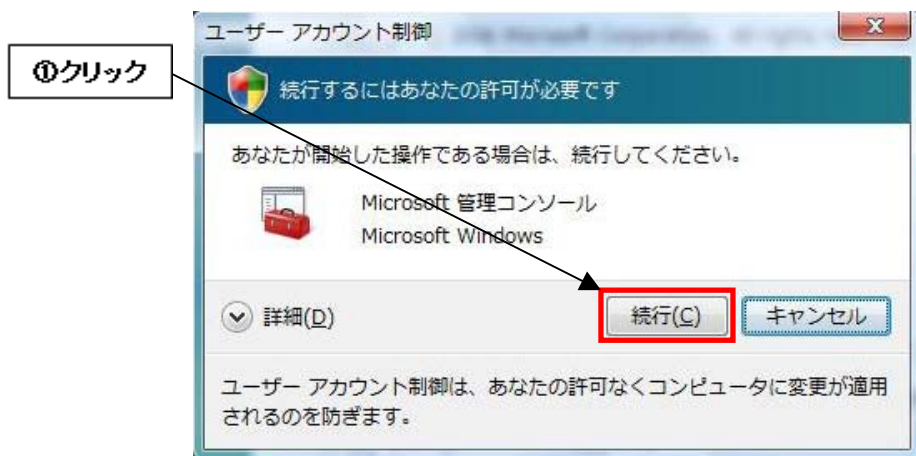 ユーザー アカウント制御
①クリック
続行するにはあなたの許可が必要です
あなたが開始した操作である場合は、続行してください。
Microsoft 管理コンソール
Microsoft Windows
詳細(D)
続行(C)
キャンセル
ユーザー アカウント制御は、あなたの許可なくコンピュータに変更が適用
されるのを防ぎます。